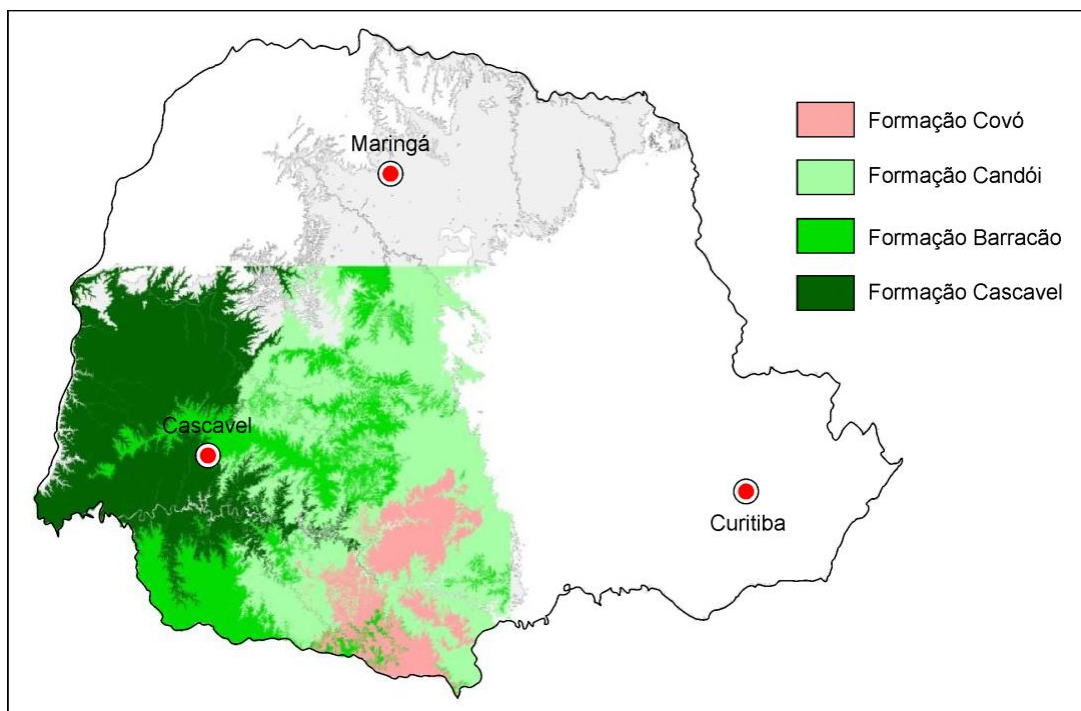 Maringá
Cascavel
Curitiba
Formação Covó
Formação Candói
Formação Barracão
Formação Cascavel